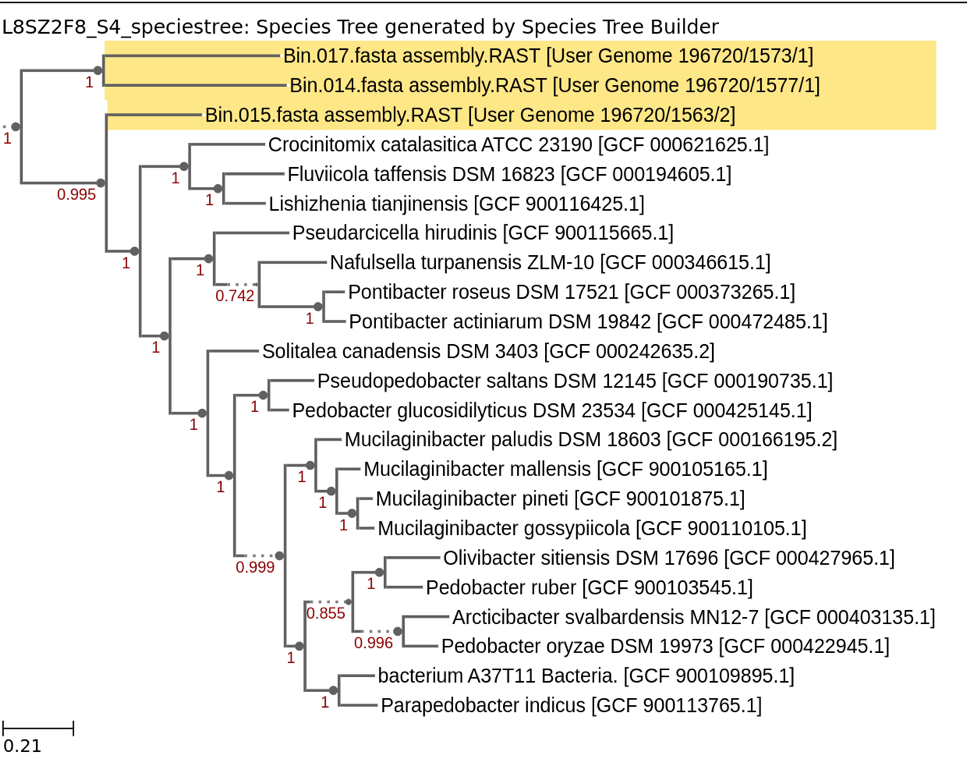 L8SZ2F8_S4_speciestree: Species Tree generated by Species Tree Builder
Bin.017.fasta assembly.RAST [User Genome 196720/1573/1]
1
Bin.014.fasta assembly.RAST [User Genome 196720/1577/1]
Bin.015.fasta assembly.RAST [User Genome 196720/1563/2]
1
Crocinitomix catalasitica ATCC 23190 [GCF 000621625.1]
Fluviicola taffensis DSM 16823 [GCF 000194605.1]
1
0.995
1
Lishizhenia tianjinensis [GCF 900116425.1]
Pseudarcicella hirudinis [GCF 900115665.1]
1
Nafulsella turpanensis ZLM-10 [GCF 000346615.1]
1
Pontibacter roseus DSM 17521 [GCF 000373265.1]
0.742
Pontibacter actiniarum DSM 19842 [GCF 000472485.1]
1
1
Solitalea canadensis DSM 3403 [GCF 000242635.2]
Pseudopedobacter saltans DSM 12145 [GCF 000190735.1]
1
Pedobacter glucosidilyticus DSM 23534 [GCF 000425145.1]
1
Mucilaginibacter paludis DSM 18603 [GCF 000166195.2]
Mucilaginibacter mallensis [GCF 900105165.1]
1
1
Mucilaginibacter pineti [GCF 900101875.1]
1
1
Mucilaginibacter gossypiicola [GCF 900110105.1]
Olivibacter sitiensis DSM 17696 [GCF 000427965.1]
0.999
1
Pedobacter ruber [GCF 900103545.1]
0.855
Arcticibacter svalbardensis MN12-7 [GCF 000403135.1]
0.996
Pedobacter oryzae DSM 19973 [GCF 000422945.1]
1
bacterium A37T11 Bacteria. [GCF 900109895.1]
1
Parapedobacter indicus [GCF 900113765.1]
0.21